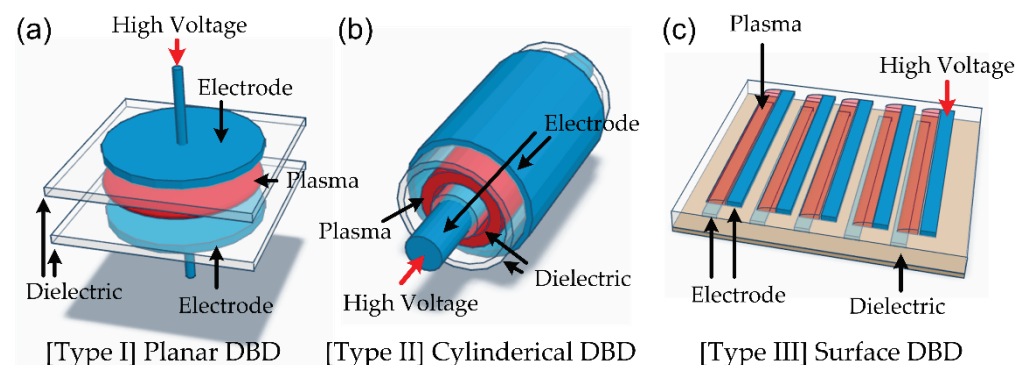 (a)
High Voltage
Electrode
Plasma
Dielectric
Electrode
[Type I] Planar DBD
(b)
Electrode
Plasma
Dielectric
High Voltage
[Type II] Cylinderical DBD
(c)
Plasma
High Voltage
Electrode
Dielectric
[Type III] Surface DBD